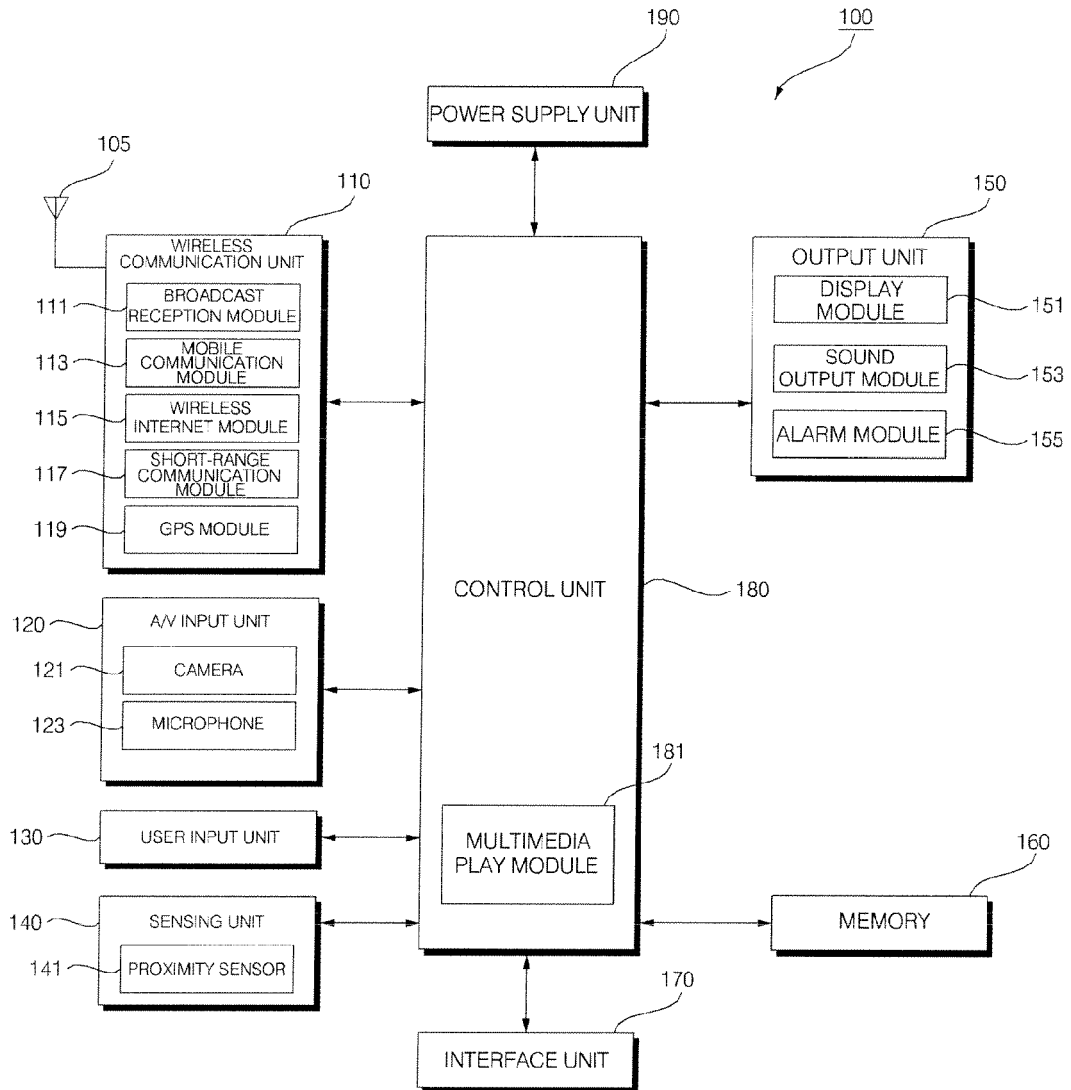 100
190
POWER SUPPLY UNIT
105
110
WIRELESS
COMMUNICATION UNIT
111
BROADCAST
RECEPTION MODULE
113
MOBILE
COMMUNICATION
MODULE
115
WIRELESS
INTERNET MODULE
117
SHORT-RANGE
COMMUNICATION
MODULE
119
GPS MODULE
120
A/V INPUT UNIT
121
CAMERA
123
MICROPHONE
130
USER INPUT UNIT
140
SENSING UNIT
141
PROXIMITY SENSOR
CONTROL UNIT
180
181
MULTIMEDIA
PLAY MODULE
150
OUTPUT UNIT
DISPLAY
MODULE
151
SOUND
OUTPUT MODULE
153
ALARM MODULE
155
160
MEMORY
170
INTERFACE UNIT